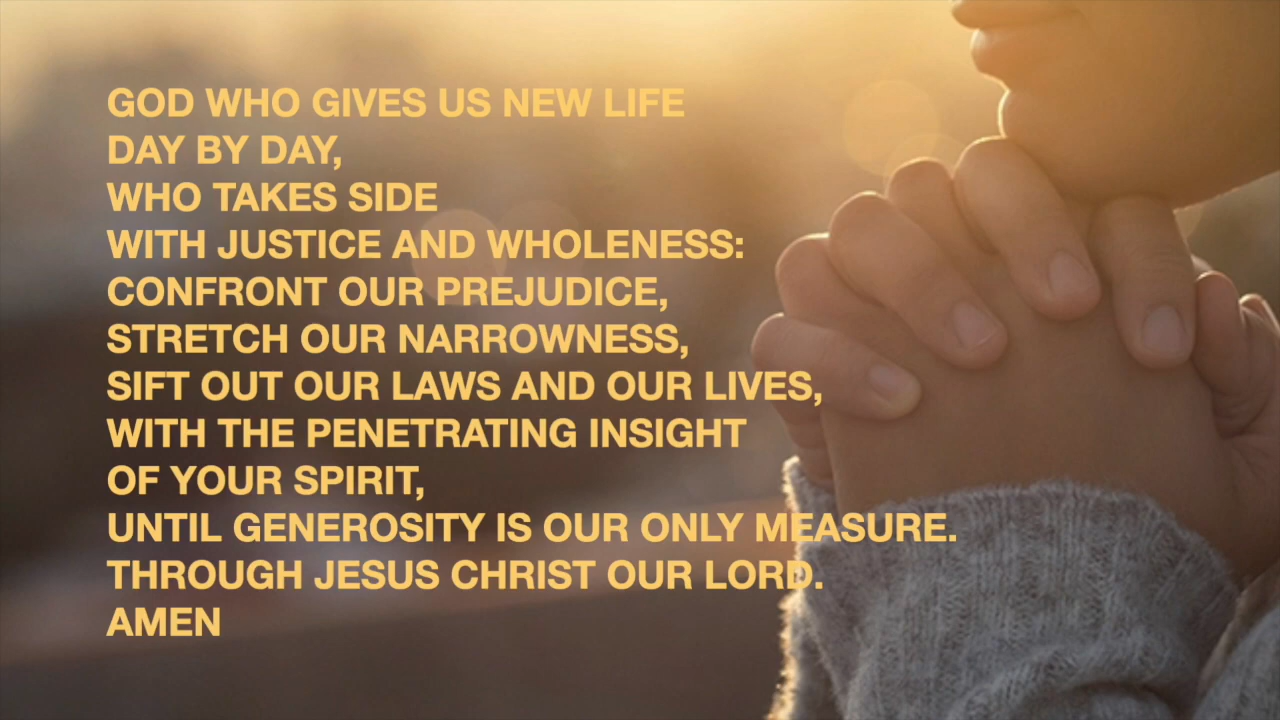 GOD WHO GIVES US NEW LIFE
DAY BY DAY,
WHO TAKES SIDE
WITH JUSTICE AND WHOLENESS:
CONFRONT OUR PREJUDICE,
STRETCH OUR NARROWNESS,
SIFT OUT OUR LAWS AND OUR LIVES,
WITH THE PENETRATING INSIGHT
OF YOUR SPIRIT,
UNTIL GENEROSITY IS OUR ONLY MEASURE.
THROUGH JESUS CHRIST OUR LORD.
AMEN